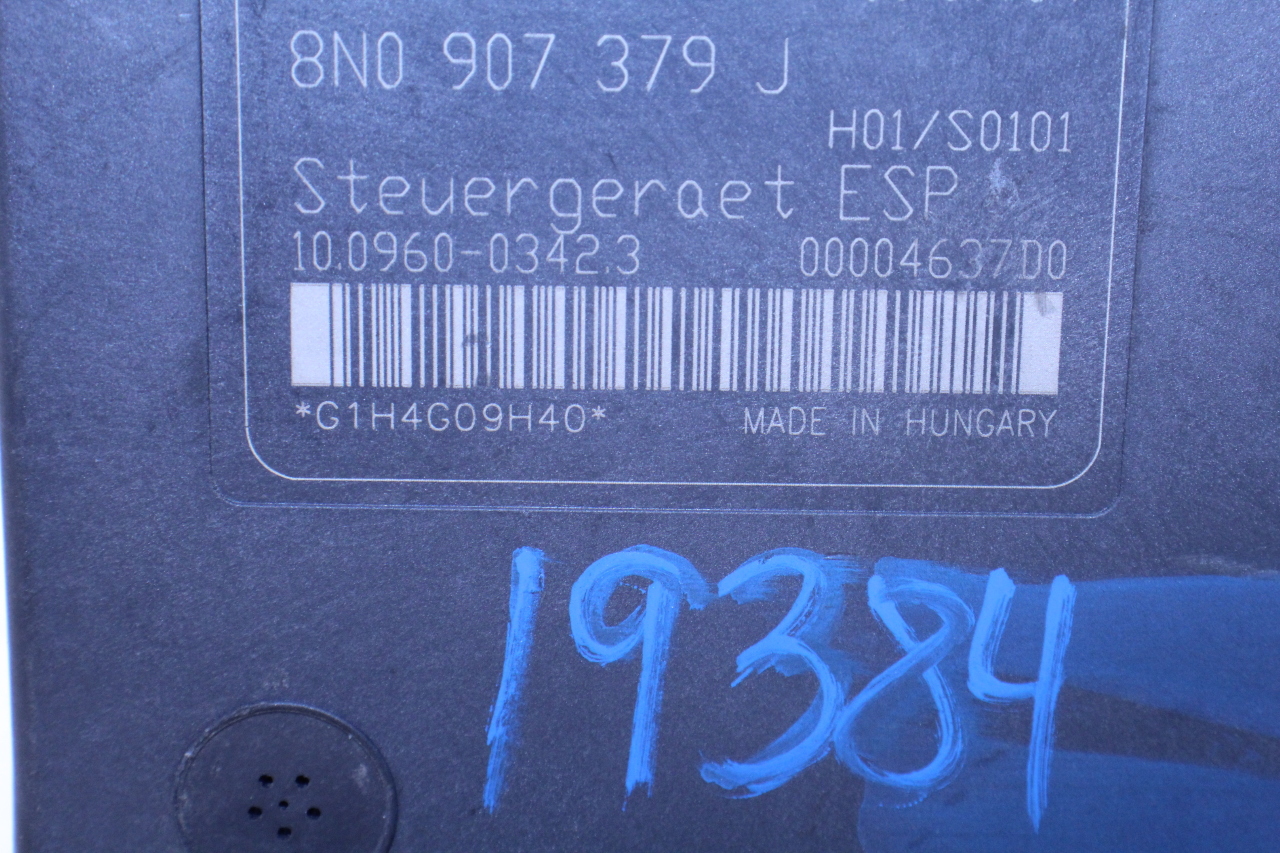 8N0 907 379 J
H01/S0101
Steuergeraet ESP
10.0960-0342.3 00004637D0
*G1H4G09H40* MADE IN HUNGARY
19384